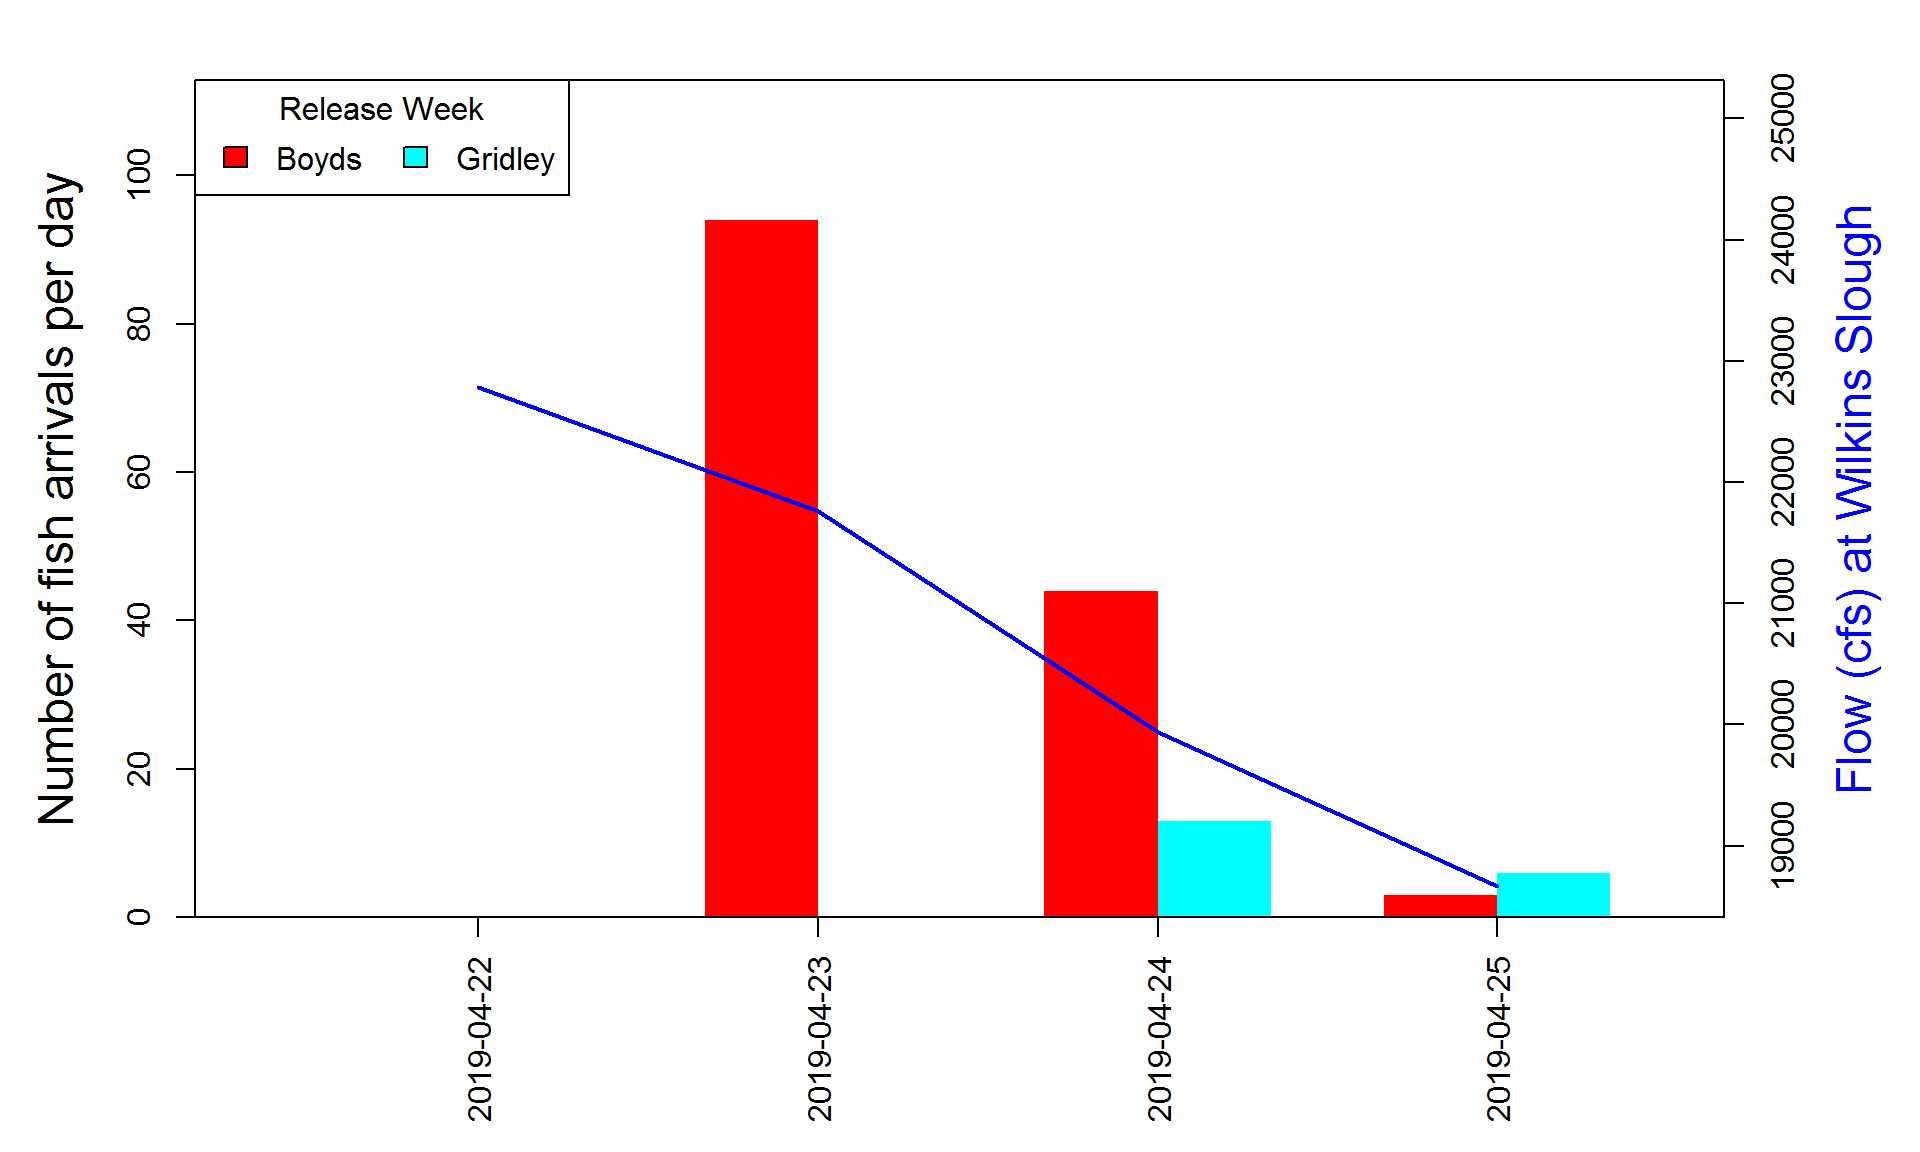 Release Week
Boyds Gridley
Number of fish arrivals per day
0 20 40 60 80 100
2019-04-22 2019-04-23 2019-04-24 2019-04-25
19000 20000 21000 22000 23000 24000 25000
Flow (cfs) at Wilkins Slough